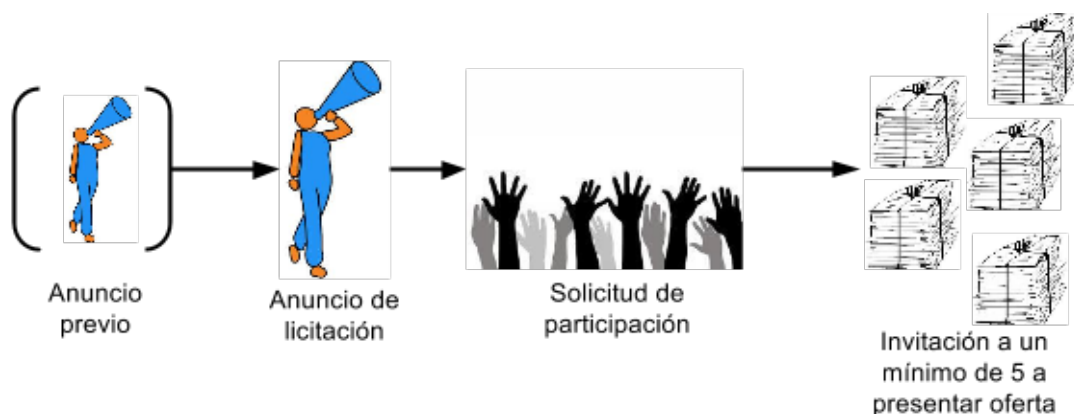 Anuncio
previo
Anuncio de
licitación
Solicitud de
participación
Invitación a un
mínimo de 5 a
presentar oferta